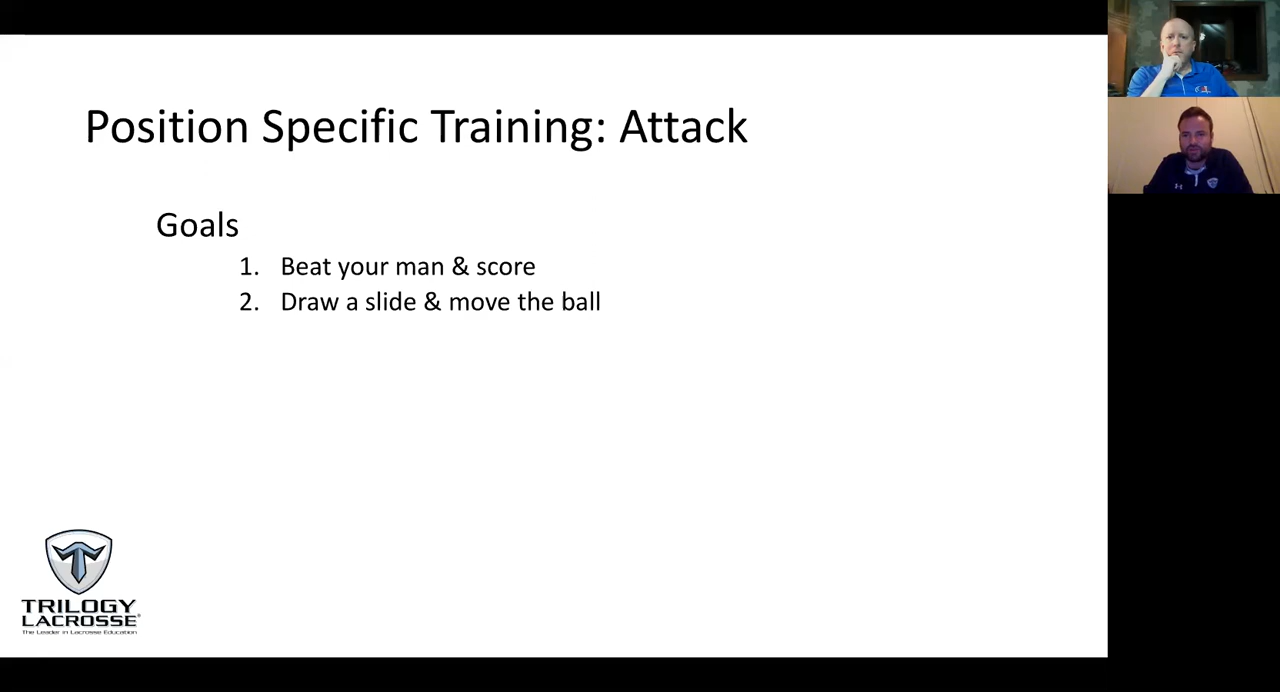 Position Specific Training: Attack
Goals
1. Beat your man & score
2. Draw a slide & move the ball
TRILOGY
LACROSSE®
The Leader in Lacrosse Education